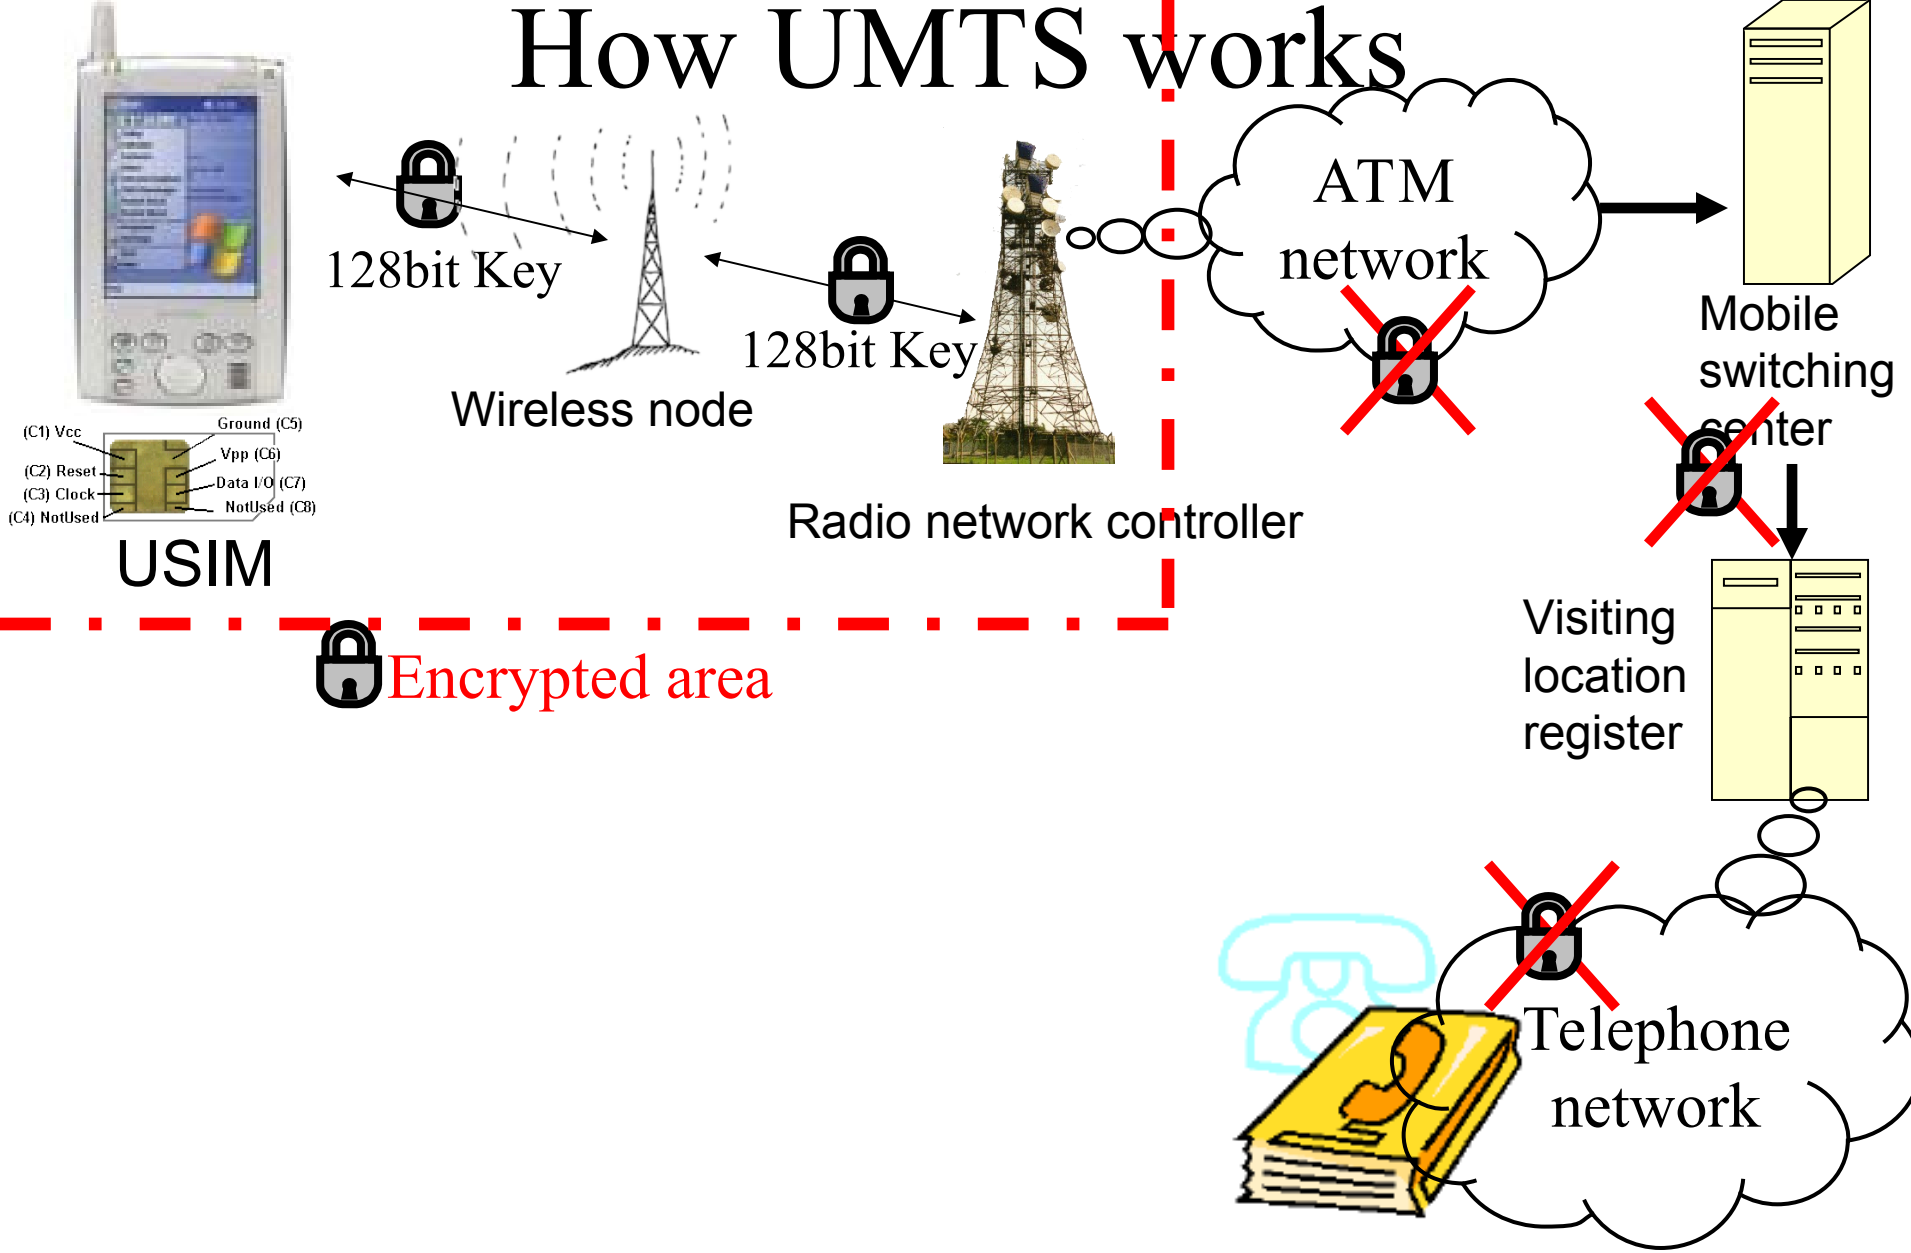 How UMTS works
ATM
network
128bit Key
128bit Key
Wireless node
Mobile
switching
center
(C1) Vcc
(C2) Reset
(C3) Clock
(C4) NotUsed
Ground (C5)
Vpp (C6)
Data I/O (C7)
NotUsed (C8)
USIM
Radio network controller
Encrypted area
Visiting
location
register
Telephone
network